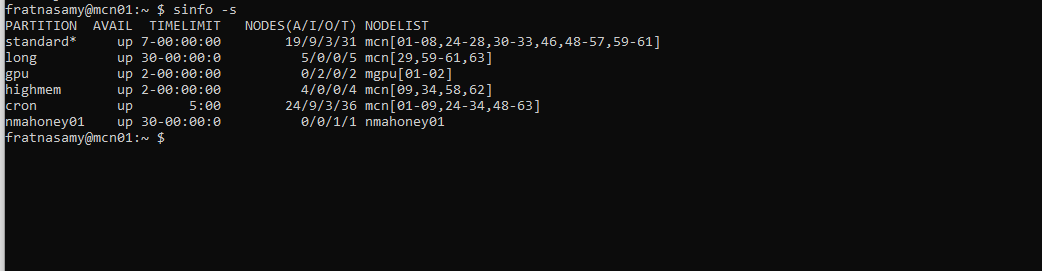 fratnasamy@mcn01:~ $ sinfo -s
PARTITION AVAIL TIMELIMIT NODES(A/I/O/T) NODELIST
standard* up 7-00:00:00 19/9/3/31 mcn[01-08,24-28,30-33,46,48-57,59-61]
long up 30-00:00:0 5/0/0/5 mcn[29,59-61,63]
gpu up 2-00:00:00 0/2/0/2 mgpu[01-02]
highmem up 2-00:00:00 4/0/0/4 mcn[09,34,58,62]
cron up 5:00 24/9/3/36 mcn[01-09,24-34,48-63]
nmahoney01 up 30-00:00:0 0/0/1/1 nmahoney01
fratnasamy@mcn01:~ $